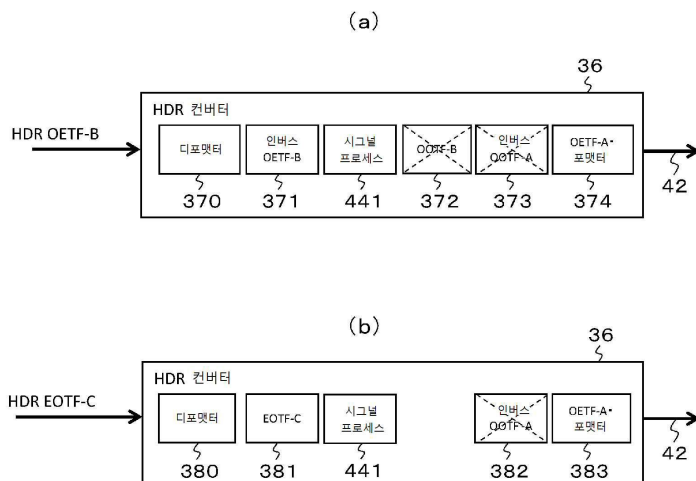 (a)
36
HDR 컨버터
HDR OETF-B
디포맷터
인버스
OETF-B
시그널
프로세스
OOTF-B
인버스
OOTF-A
OETF-A·
포맷터
370
371
441
372
373
374
42
(b)
36
HDR 컨버터
HDR EOTF-C
디포맷터
EOTF-C
시그널
프로세스
인버스
OOTF-A
OETF-A·
포맷터
380
381
441
382
383
42